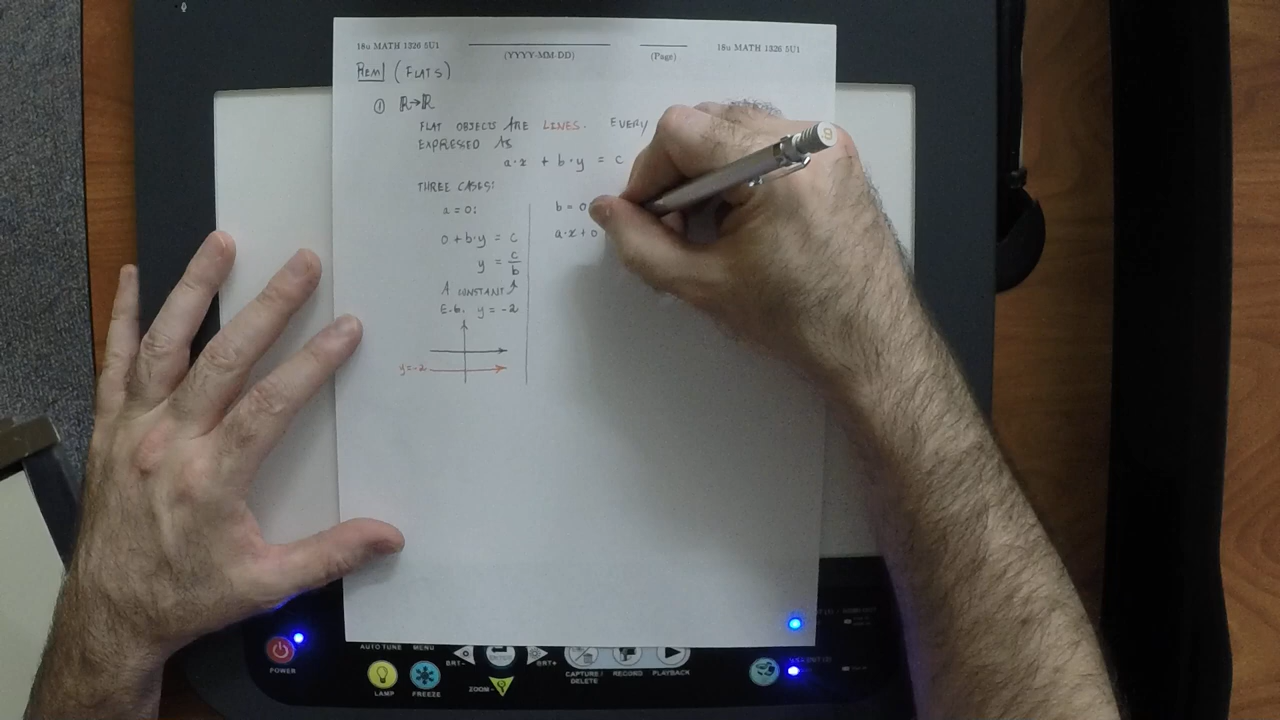 18u MATH 1326 5U1
(YYYY-MM-DD)
(Page)
18u MATH 1326 5U1
Rem (FLATS)
① ℝ→ℝ
FLAT OBJECTS ARE LINES. EVERY
EXPRESSED AS
a·x + b·y = c
THREE CASES:
a = 0:
0 + b·y = c
y = c/b
A CONSTANT ↑
E.G. y = -2
y=-2
b = 0
a·x + 0
POWER
AUTO TUNE
MENU
LAMP
FREEZE
BRT-
BRT+
ZOOM-
CAPTURE / DELETE
RECORD
PLAYBACK